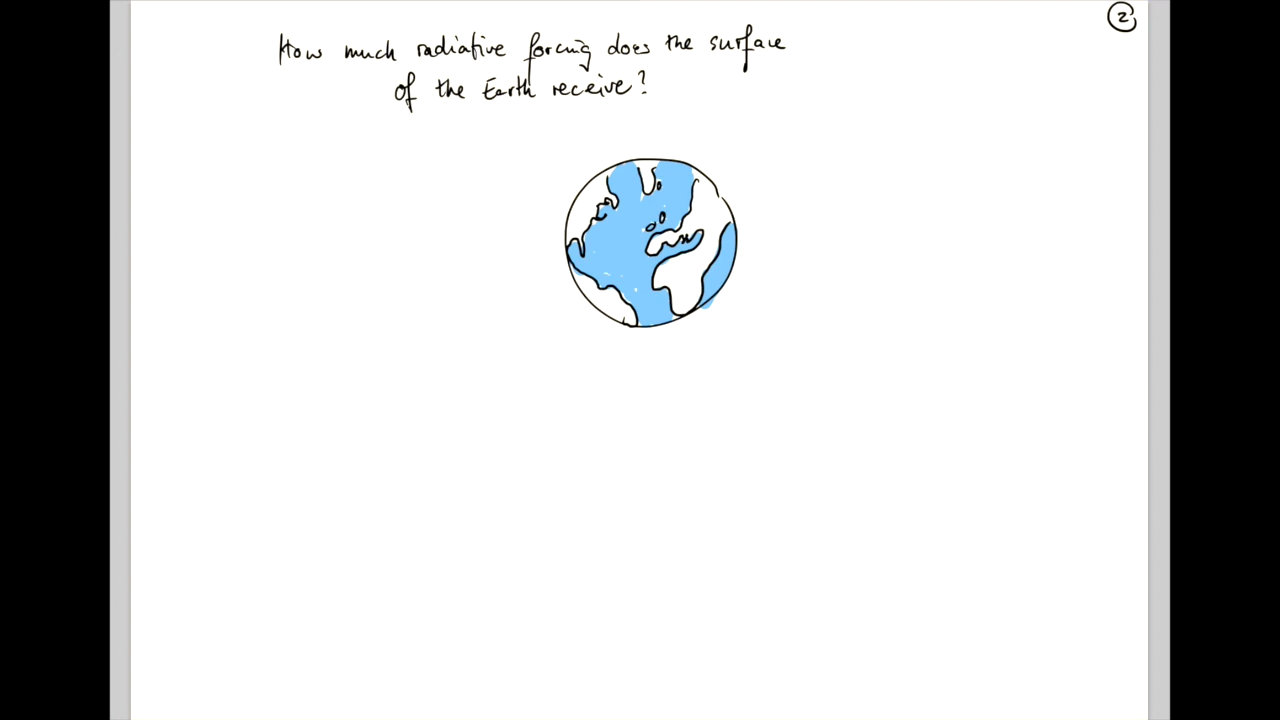 2
How much radiative forcing does the surface
of the Earth receive?